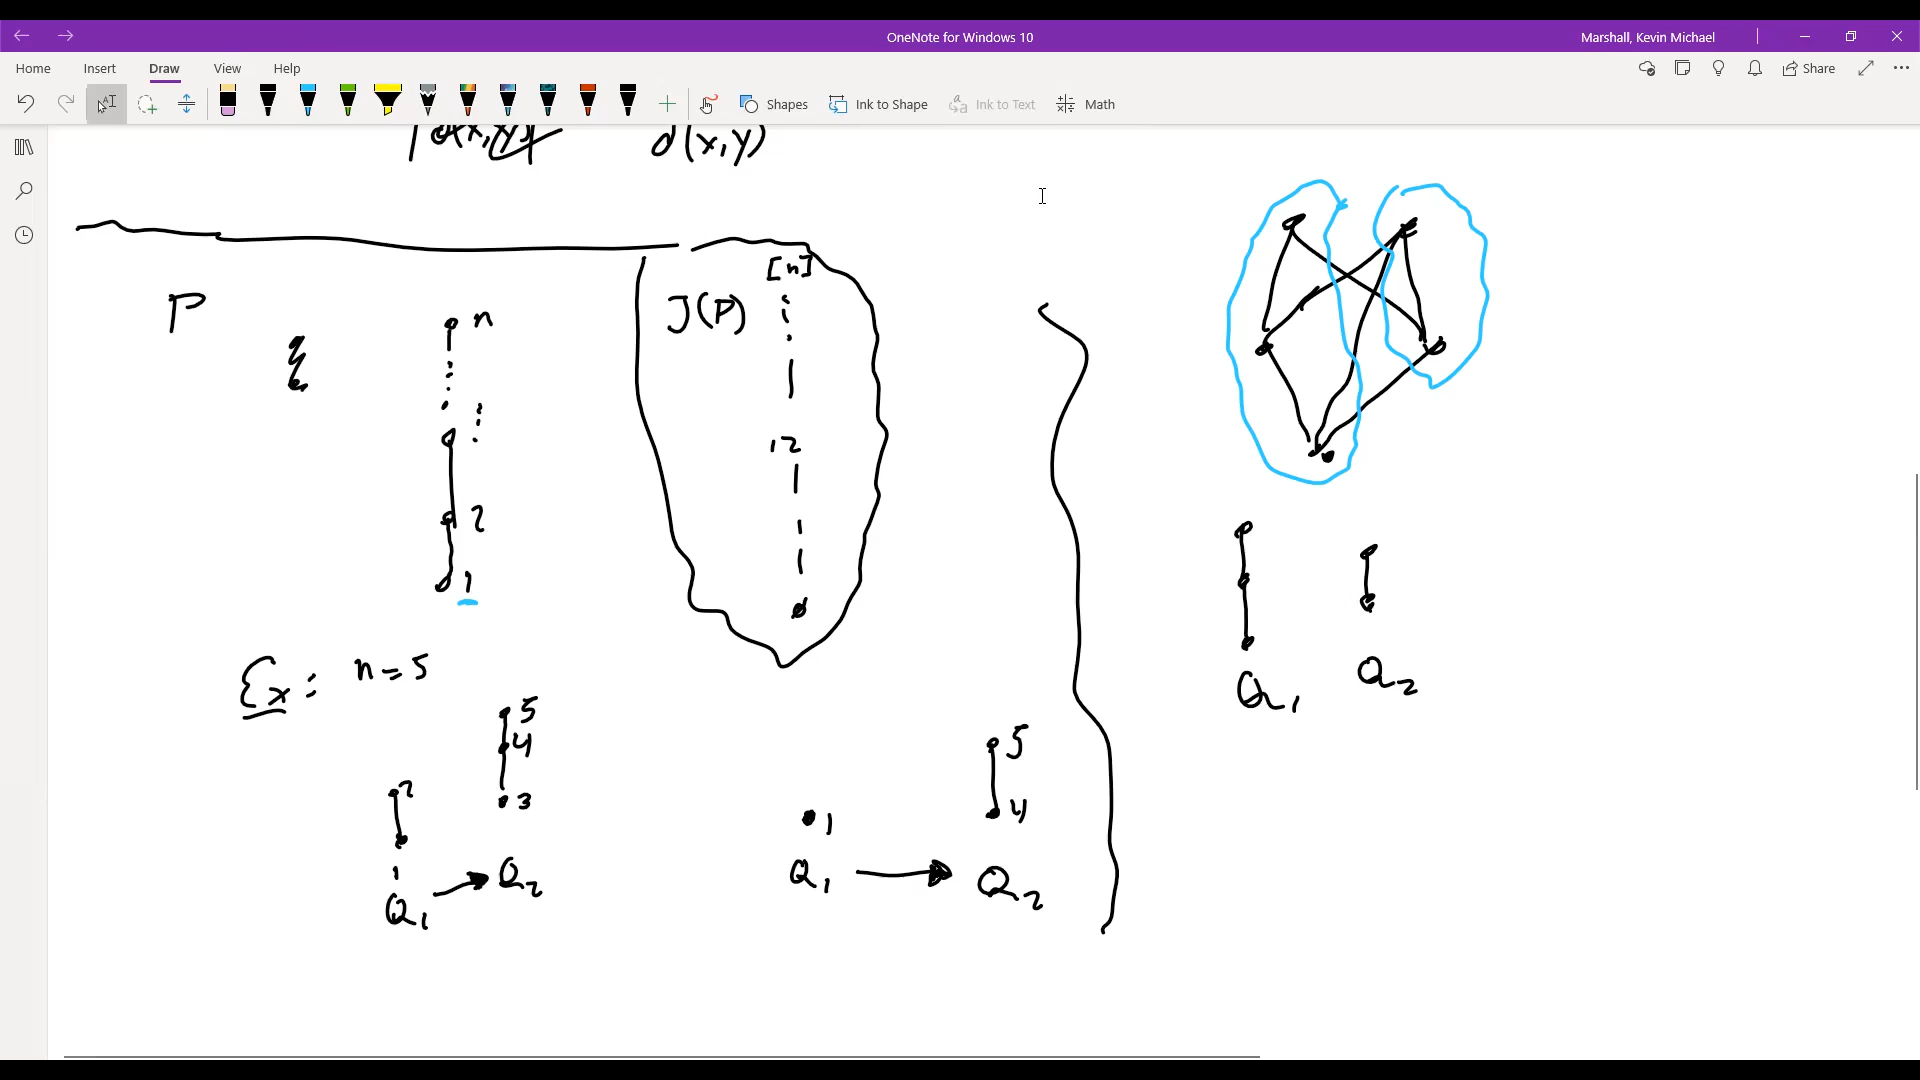 OneNote for Windows 10
Marshall, Kevin Michael
Home Insert Draw View Help
Share
Shapes Ink to Shape Ink to Text Math
d(x,y)
[n]
P
J(P)
n
12
2
1
1
∅
Ex: n=5
5
4
3
2
1
Q1 → Q2
5
4
1
Q1 → Q2
Q1 Q2